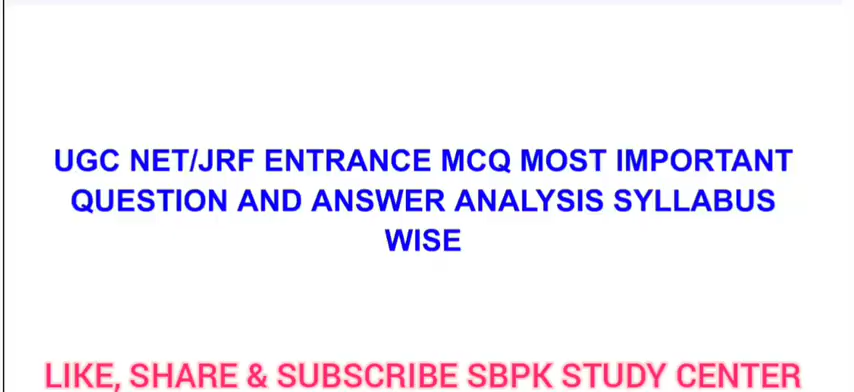 UGC NET/JRF ENTRANCE MCQ MOST IMPORTANT
QUESTION AND ANSWER ANALYSIS SYLLABUS
WISE
LIKE, SHARE & SUBSCRIBE SBPK STUDY CENTER